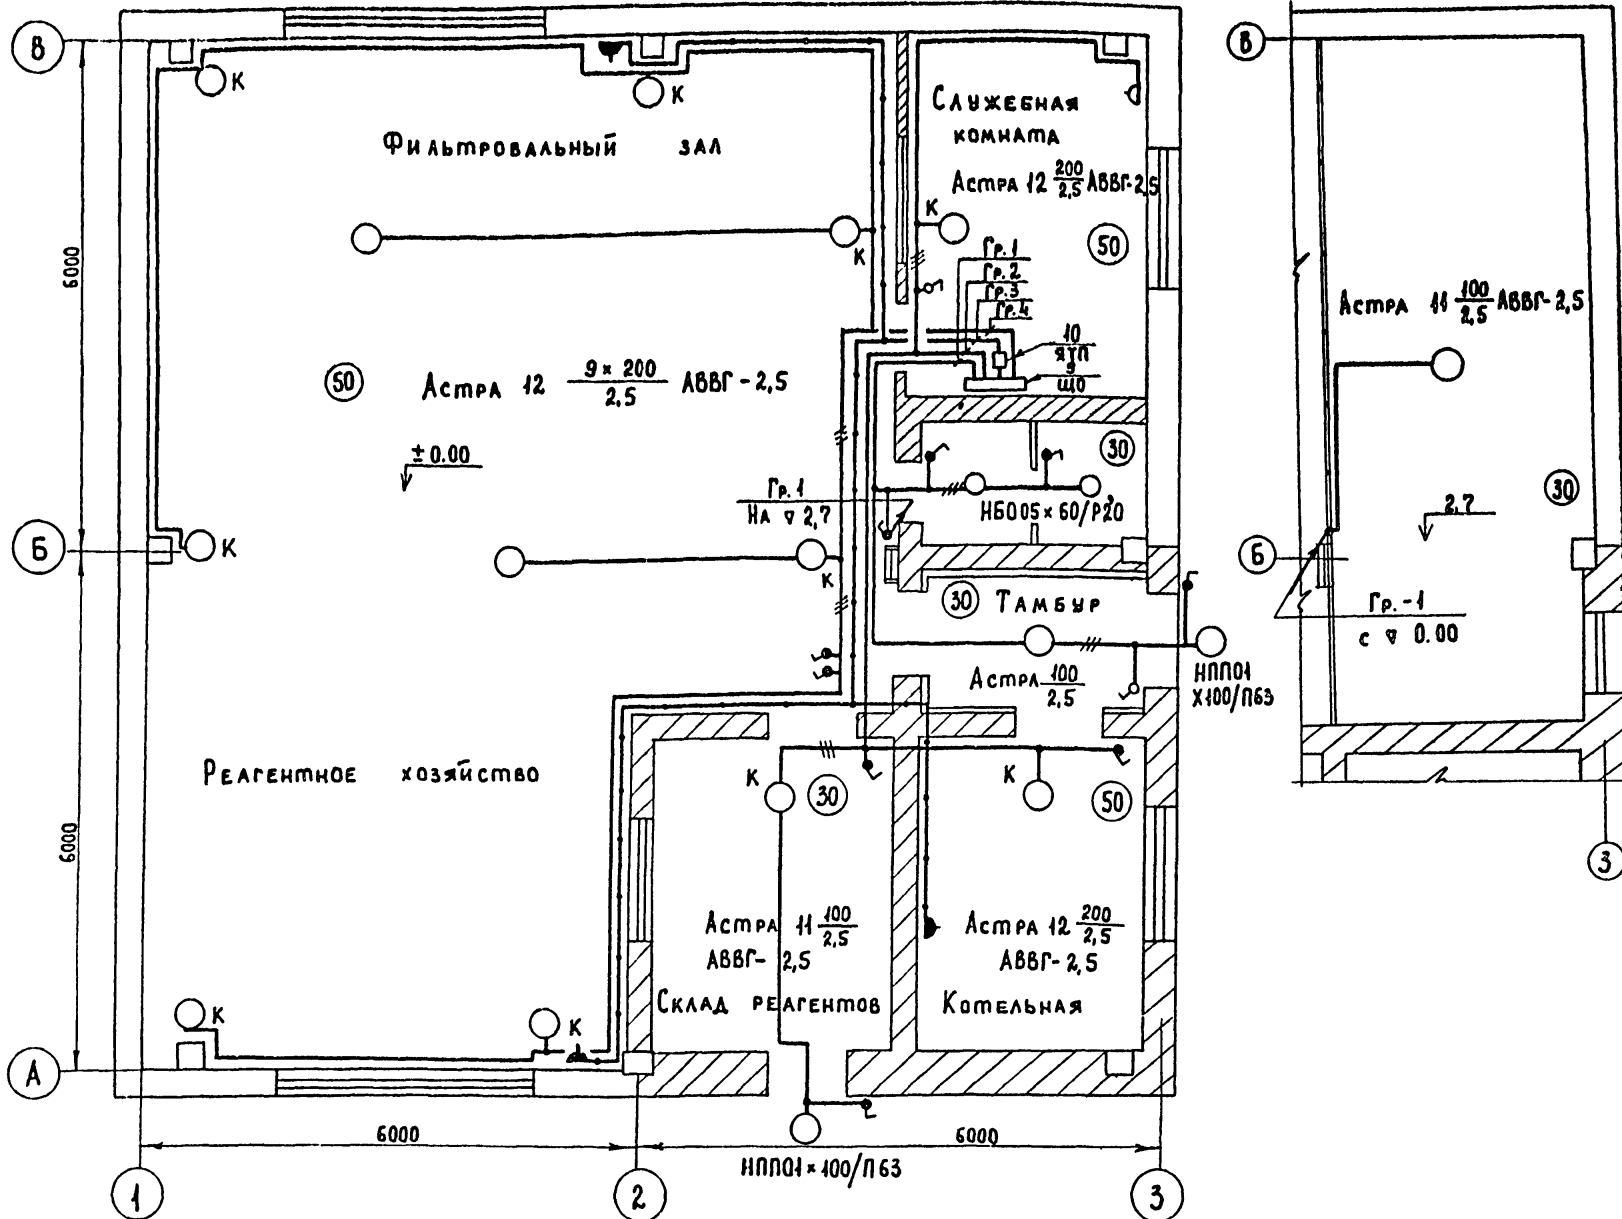 В
К
К
Фильтровальный зал
Служебная
комната
Астра 12 200/2,5 АВВГ-2,5
К
К
50
Гр.1
Гр.2
Гр.3
Гр.4
10
ЯТП
9
ЩО
6000
50
Астра 12 9×200/2,5 АВВГ-2,5
±0.00
30
Гр.1
на ▽ 2,7
НБ005×60/Р20
Б
К
К
30
Тамбур
Астра 100/2,5
НПП01
х100/П63
6000
Реагентное хозяйство
К
30
К
50
Астра 11 100/2,5
АВВГ- 2,5
Астра 12 200/2,5
АВВГ-2,5
Склад реагентов
Котельная
К
К
А
6000
6000
НПП01×100/П63
1
2
3
В
Астра 11 100/2,5 АВВГ-2,5
30
2,7
Б
Гр.-1
с ▽ 0.00
3